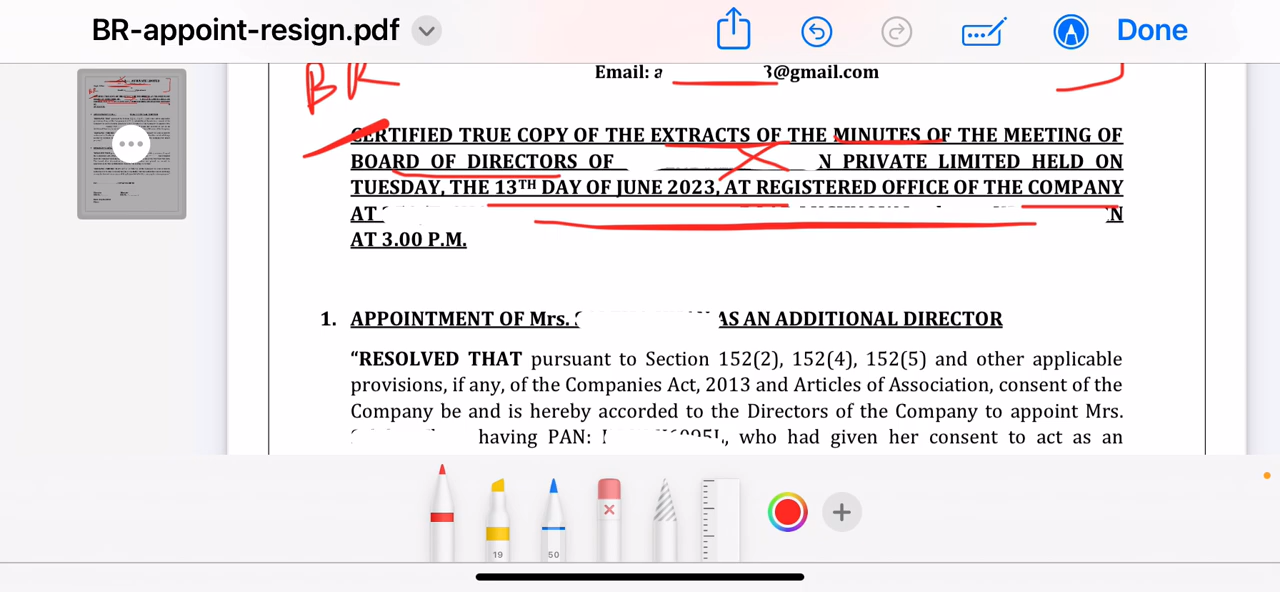 BR-appoint-resign.pdf
Done
BR
Email: a 3@gmail.com
CERTIFIED TRUE COPY OF THE EXTRACTS OF THE MINUTES OF THE MEETING OF
BOARD OF DIRECTORS OF N PRIVATE LIMITED HELD ON
TUESDAY, THE 13TH DAY OF JUNE 2023, AT REGISTERED OFFICE OF THE COMPANY
AT N
AT 3.00 P.M.
1. APPOINTMENT OF Mrs. AS AN ADDITIONAL DIRECTOR
“RESOLVED THAT pursuant to Section 152(2), 152(4), 152(5) and other applicable
provisions, if any, of the Companies Act, 2013 and Articles of Association, consent of the
Company be and is hereby accorded to the Directors of the Company to appoint Mrs.
having PAN: , who had given her consent to act as an
19 50